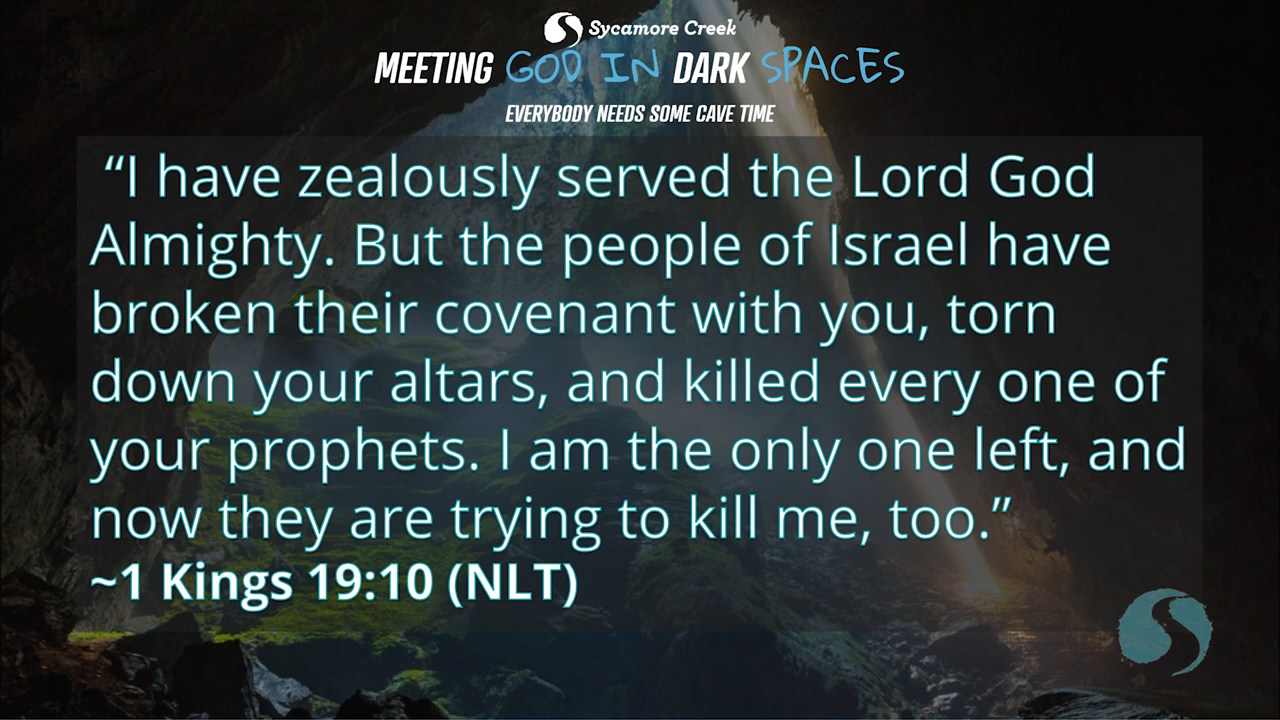 Sycamore Creek
MEETING GOD IN DARK SPACES
EVERYBODY NEEDS SOME CAVE TIME
“I have zealously served the Lord God
Almighty. But the people of Israel have
broken their covenant with you, torn
down your altars, and killed every one of
your prophets. I am the only one left, and
now they are trying to kill me, too.”
~1 Kings 19:10 (NLT)